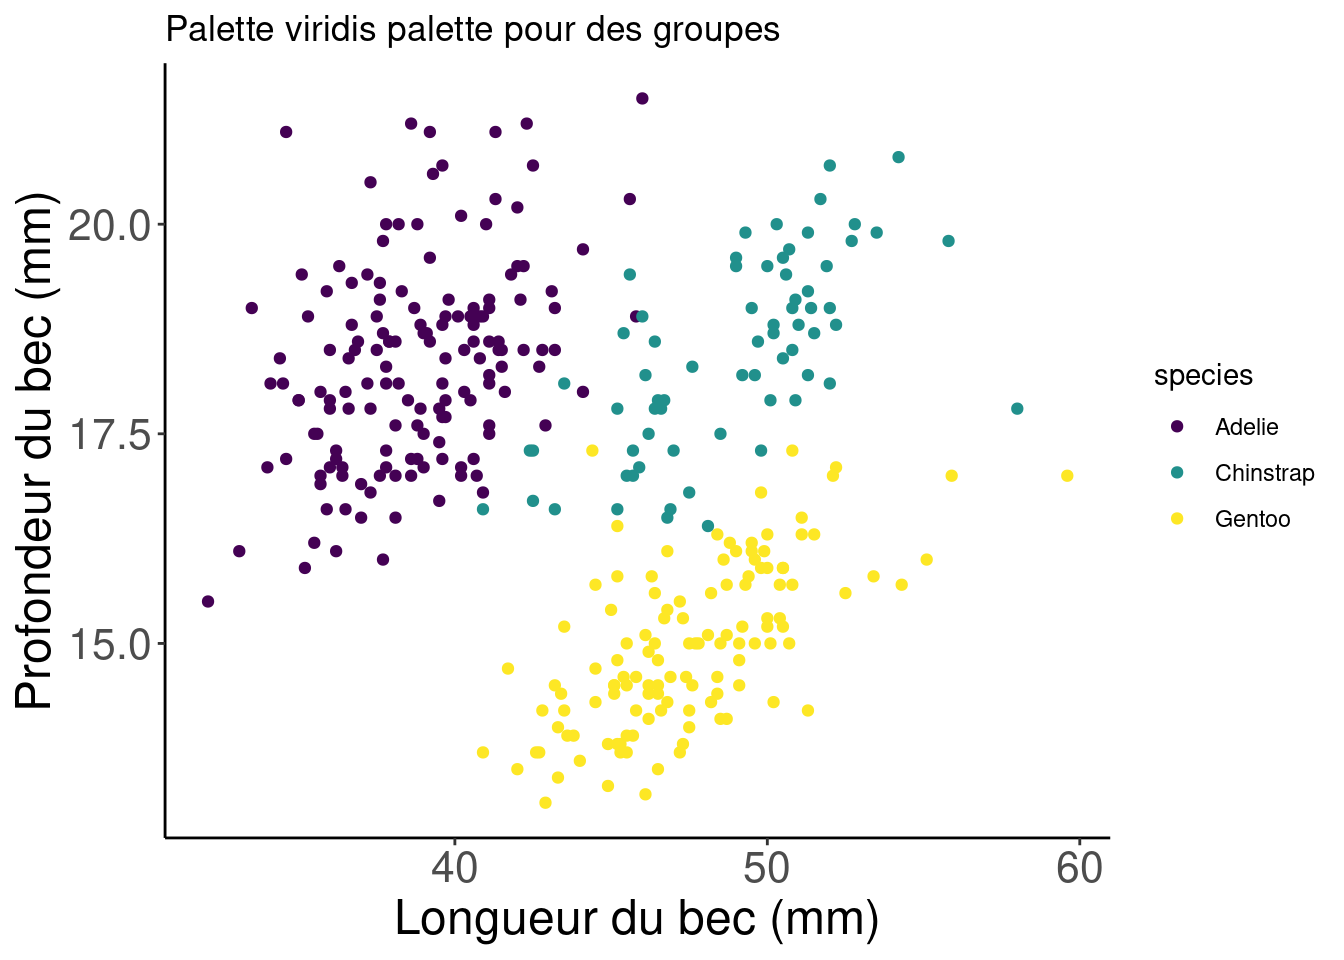 Palette viridis palette pour des groupes
Profondeur du bec (mm)
20.0
17.5
15.0
40 50 60
Longueur du bec (mm)
species
Adelie
Chinstrap
Gentoo